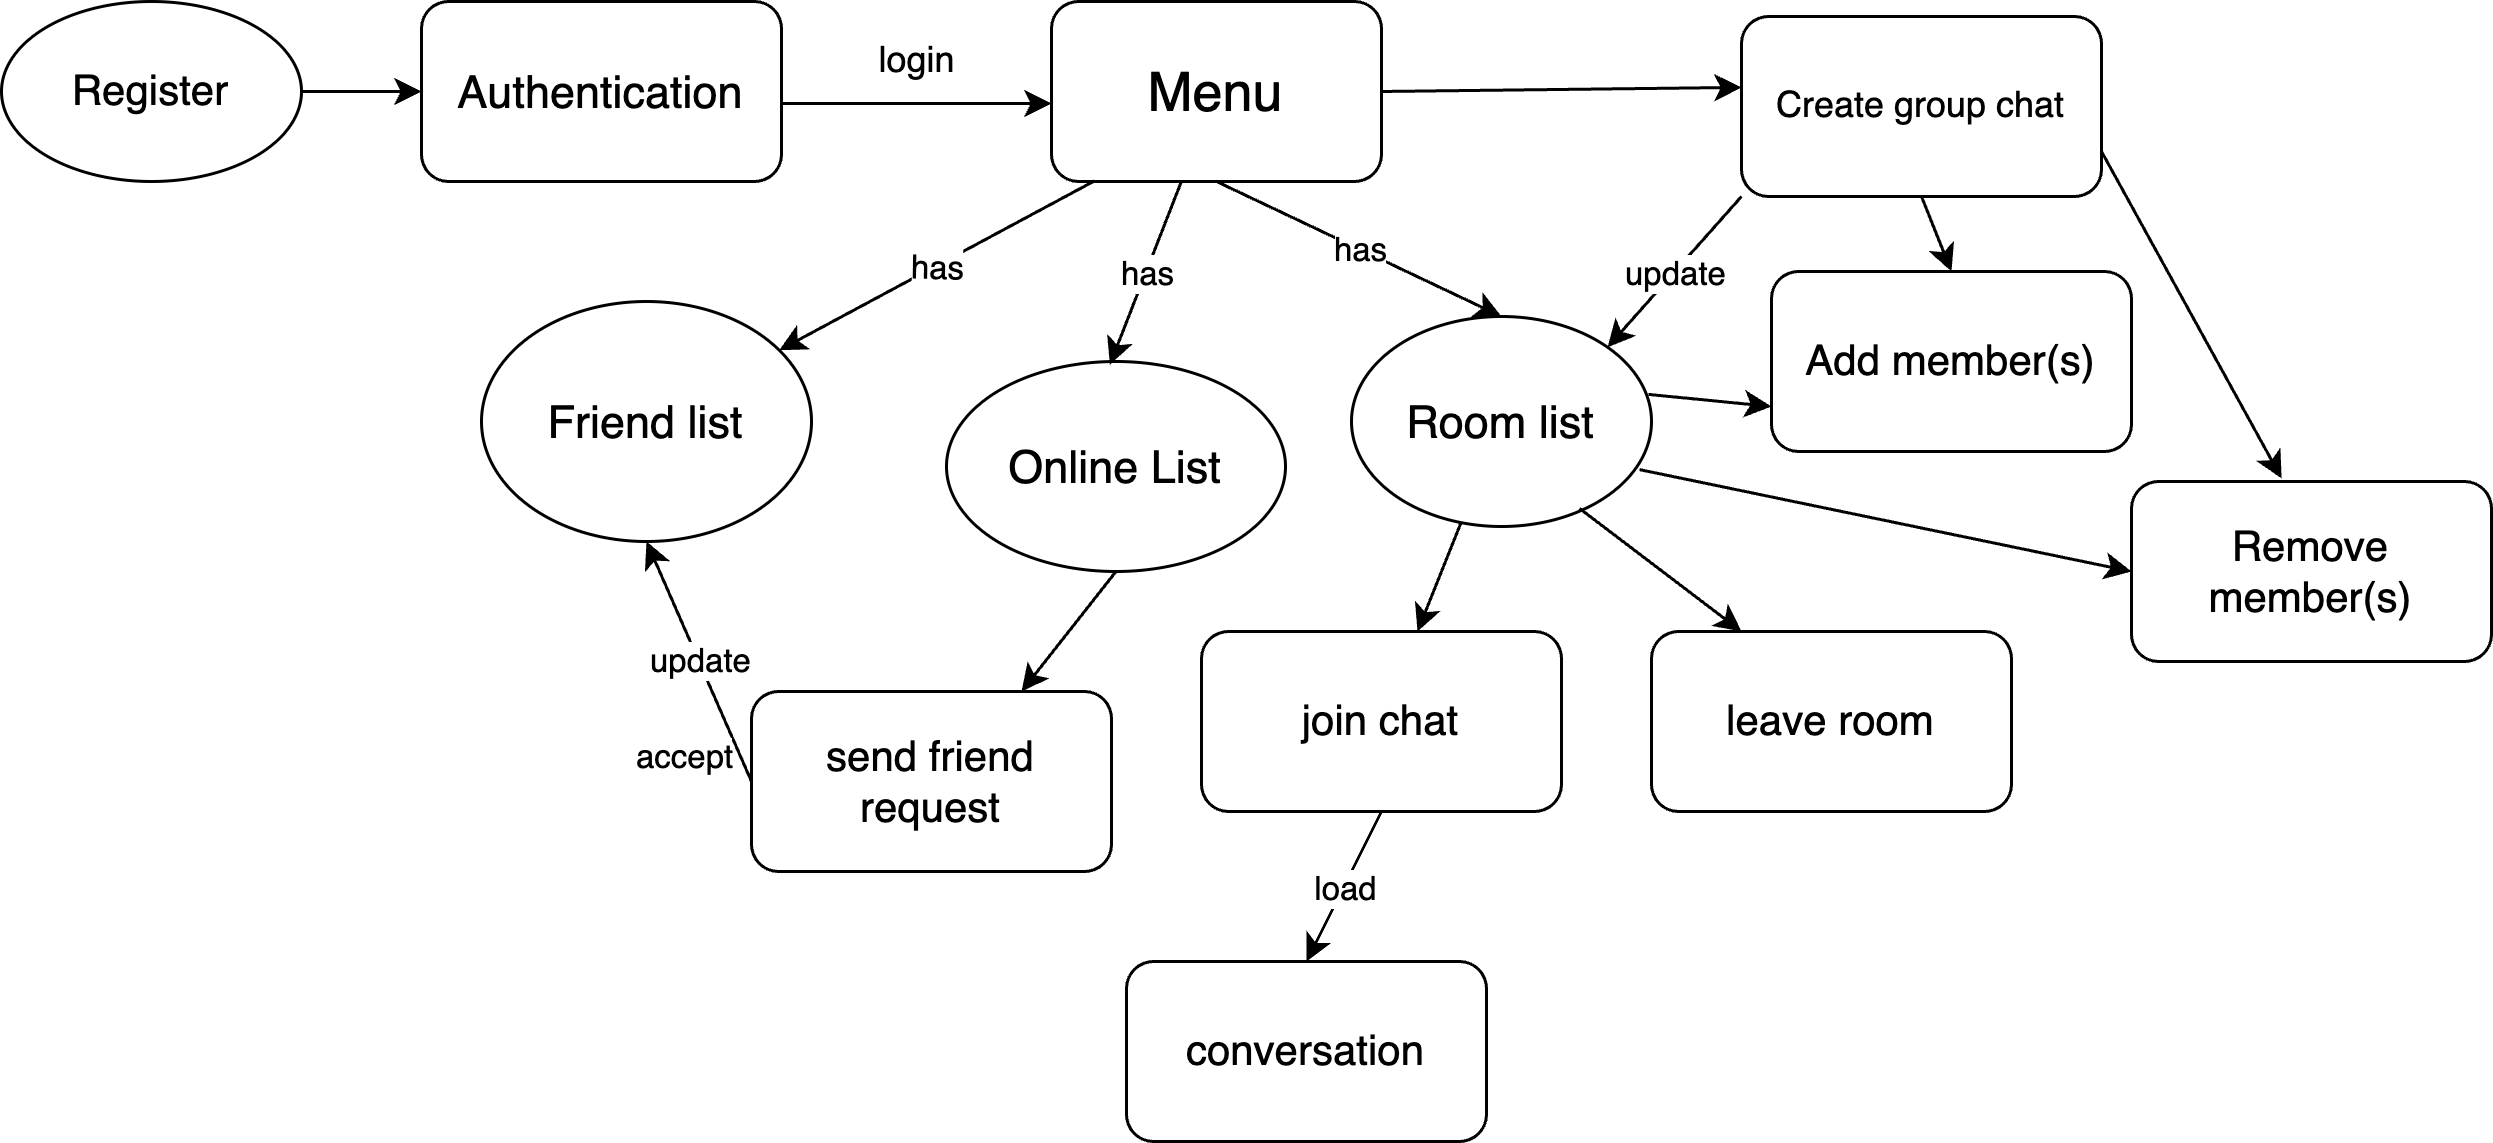 Register
Authentication
login
Menu
Create group chat
has
has
has
update
Friend list
Online List
Room list
Add member(s)
Remove
member(s)
update
accept
send friend
request
join chat
leave room
load
conversation